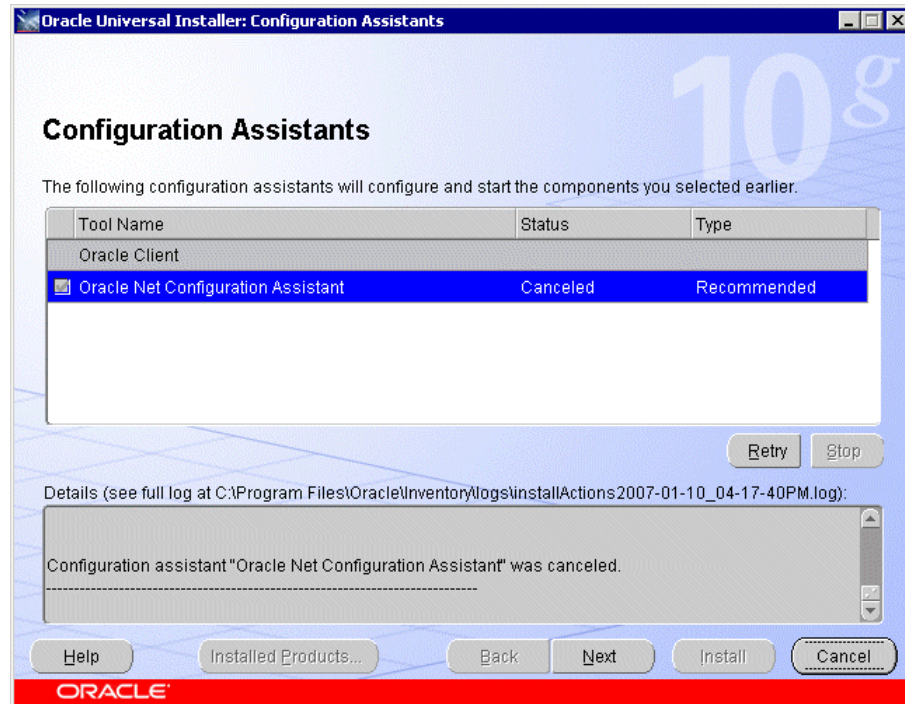 Oracle Universal Installer: Configuration Assistants
10g
Configuration Assistants
The following configuration assistants will configure and start the components you selected earlier.
Tool Name Status Type
Oracle Client
Oracle Net Configuration Assistant Canceled Recommended
Retry Stop
Details (see full log at C:\Program Files\Oracle\Inventory\logs\installActions2007-01-10_04-17-40PM.log):
Configuration assistant "Oracle Net Configuration Assistant" was canceled.
-----------------------------------------------------------------------------
Help Installed Products... Back Next Install Cancel
ORACLE